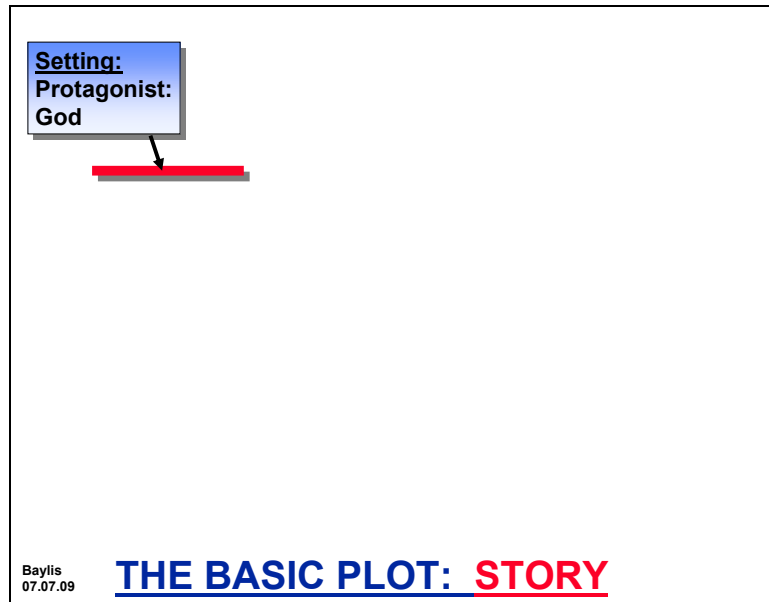 Setting:
Protagonist:
God
Baylis
07.07.09
THE BASIC PLOT: STORY